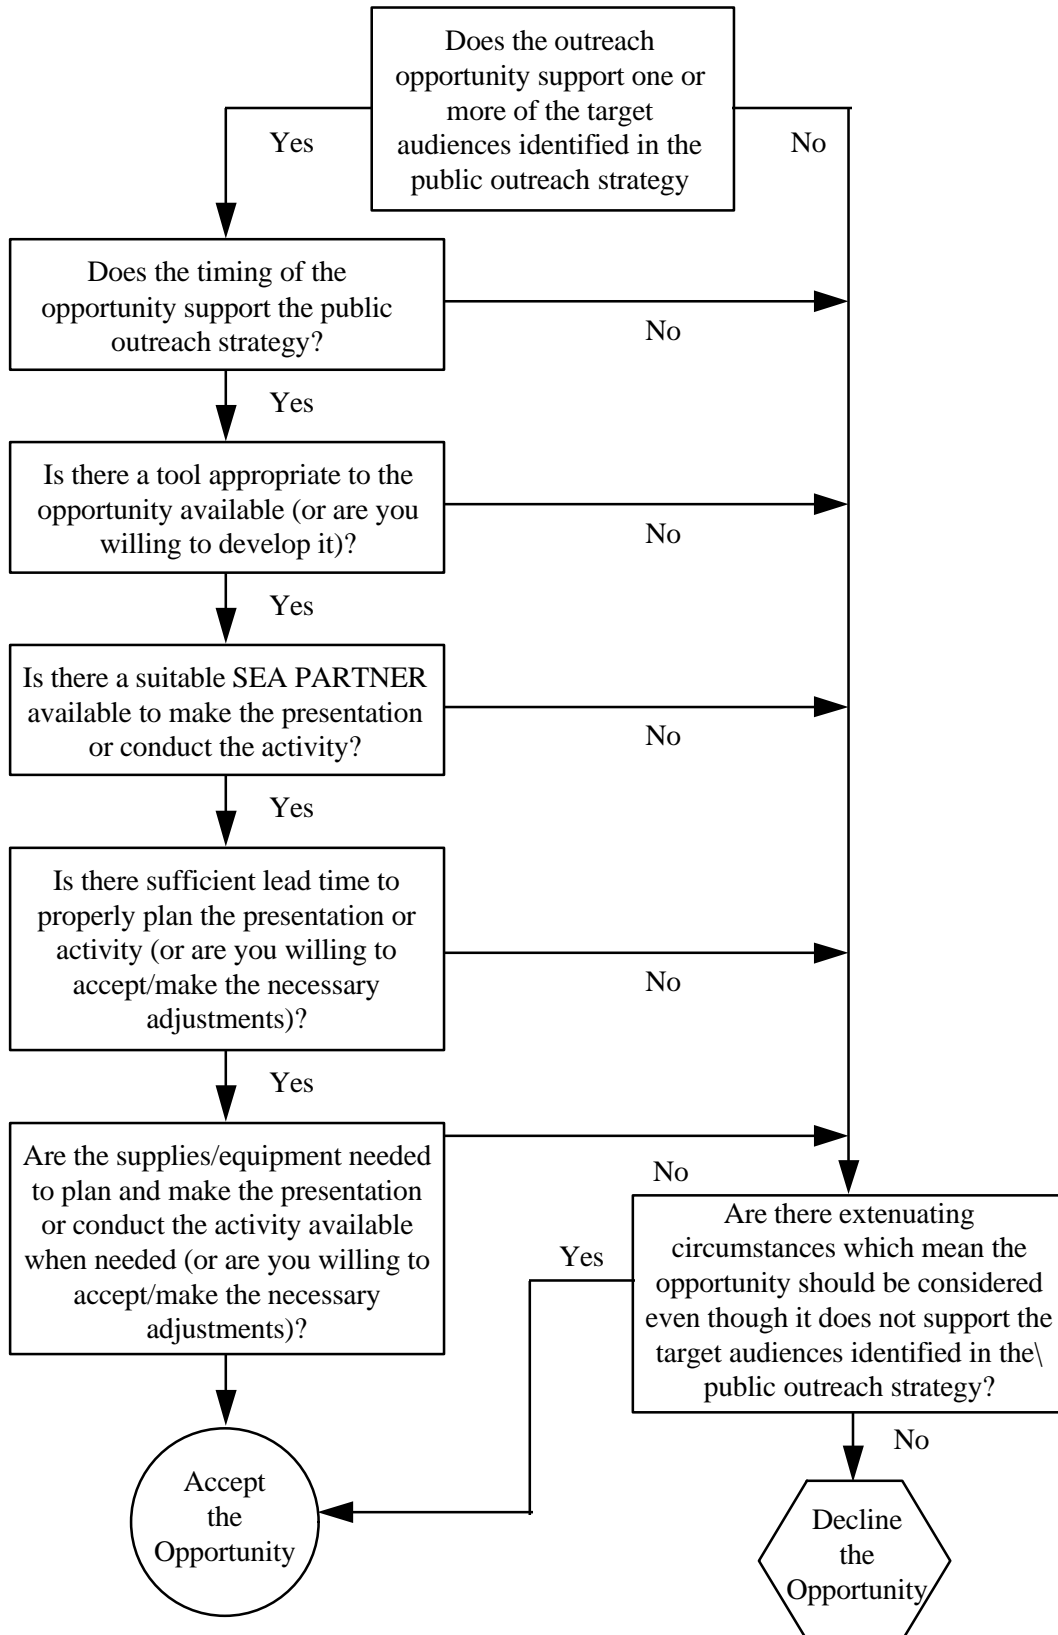 Does the outreach
opportunity support one or
more of the target
audiences identified in the
public outreach strategy
Yes
No
Does the timing of the
opportunity support the public
outreach strategy?
No
Yes
Is there a tool appropriate to the
opportunity available (or are you
willing to develop it)?
No
Yes
Is there a suitable SEA PARTNER
available to make the presentation
or conduct the activity?
No
Yes
Is there sufficient lead time to
properly plan the presentation or
activity (or are you willing to
accept/make the necessary
adjustments)?
No
Yes
Are the supplies/equipment needed
to plan and make the presentation
or conduct the activity available
when needed (or are you willing to
accept/make the necessary
adjustments)?
No
Are there extenuating
circumstances which mean the
opportunity should be considered
even though it does not support the
target audiences identified in the\
public outreach strategy?
Yes
No
Accept
the
Opportunity
Decline
the
Opportunity